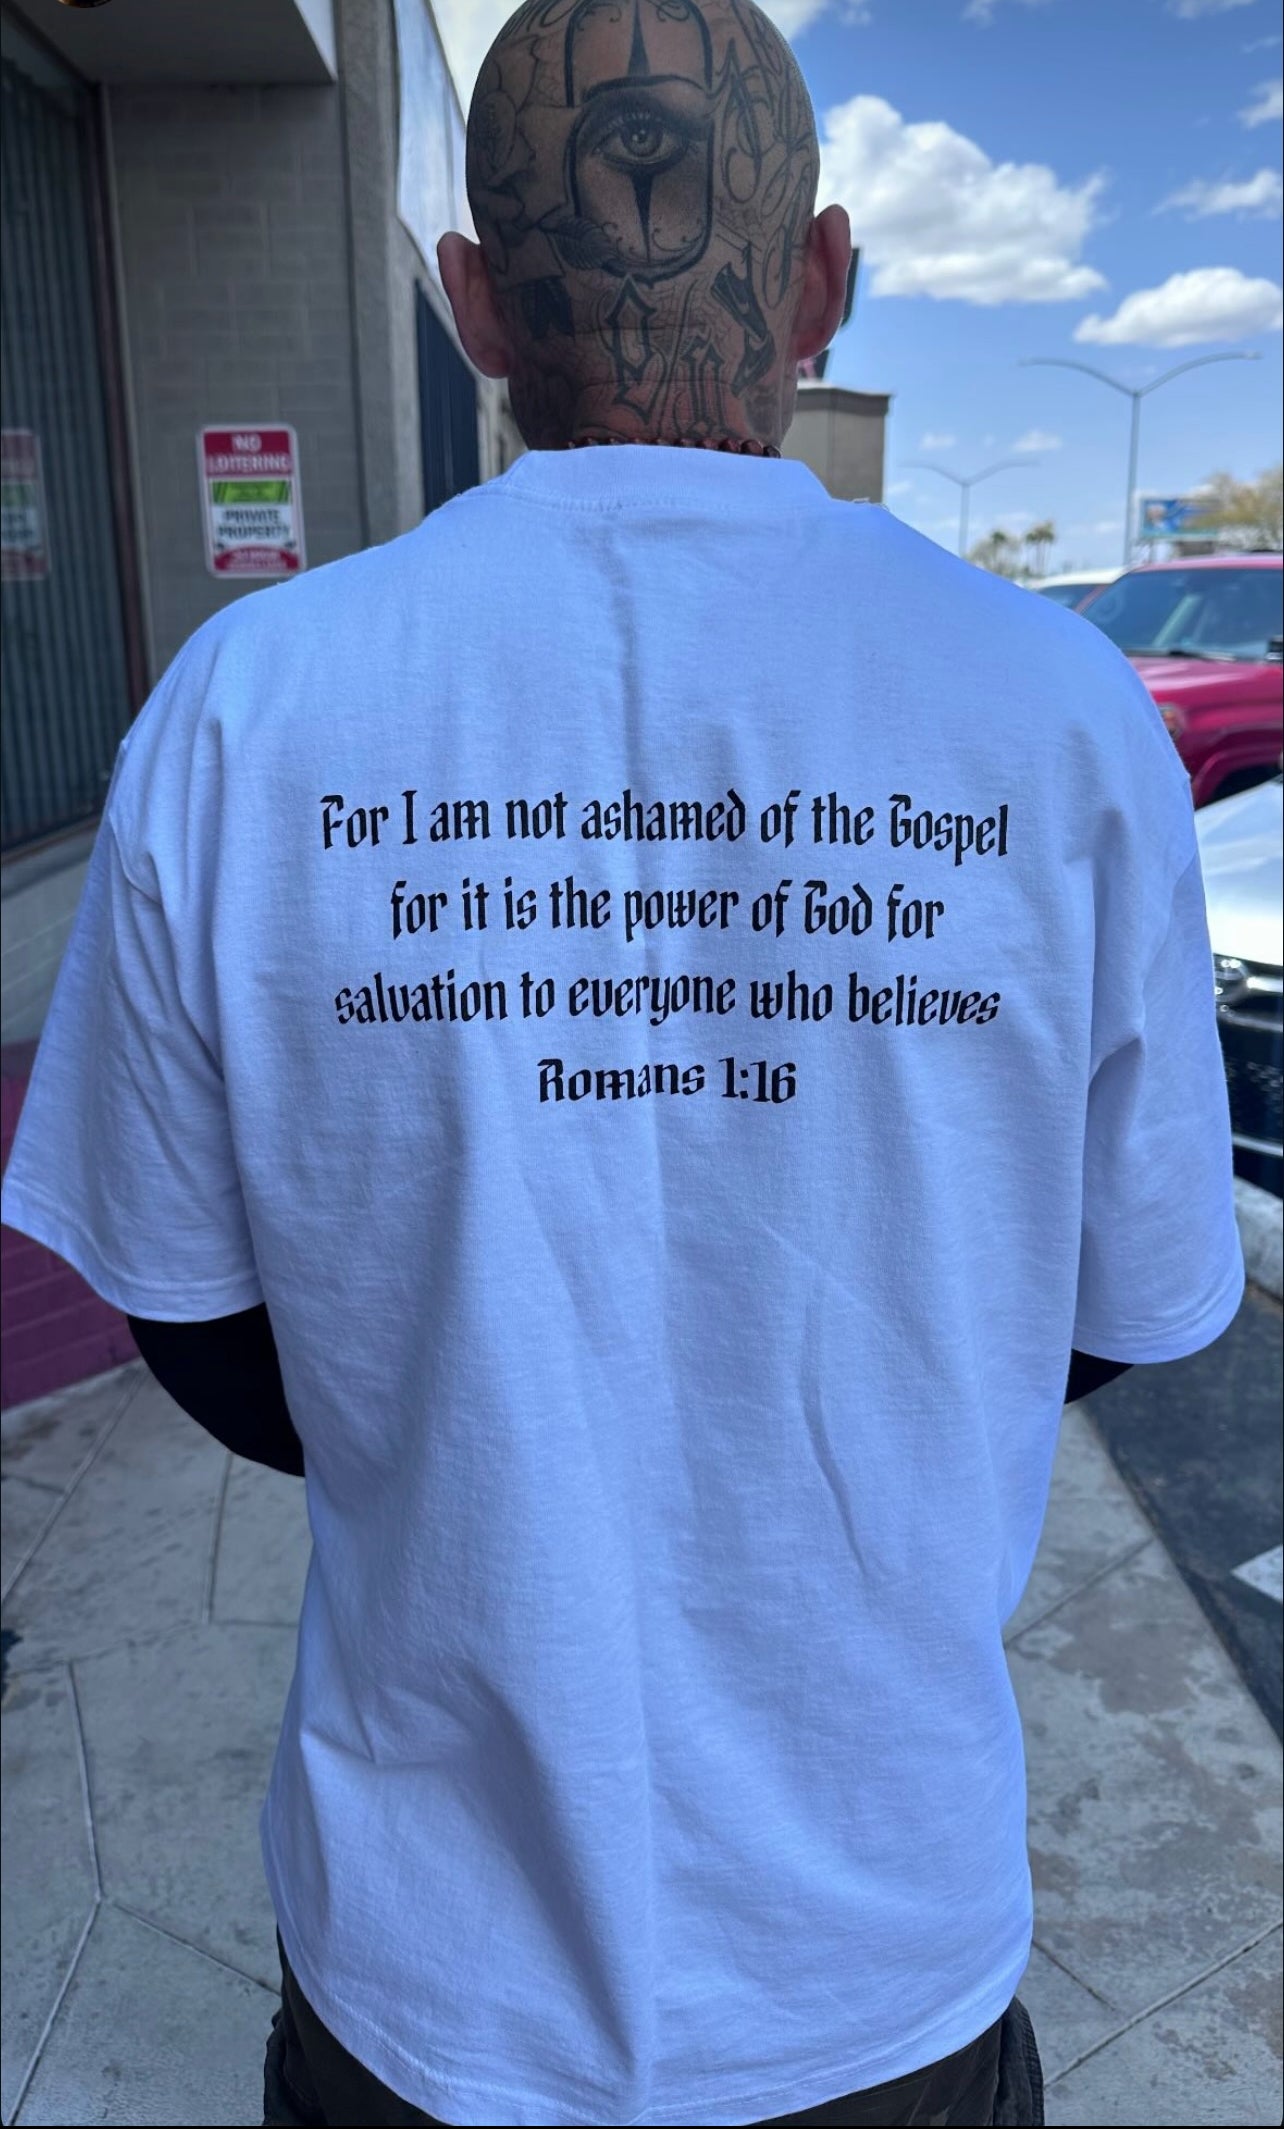 NO
LOITERING
PRIVATE
PROPERTY
For I am not ashamed of the Gospel
for it is the power of God for
salvation to everyone who believes
Romans 1:16